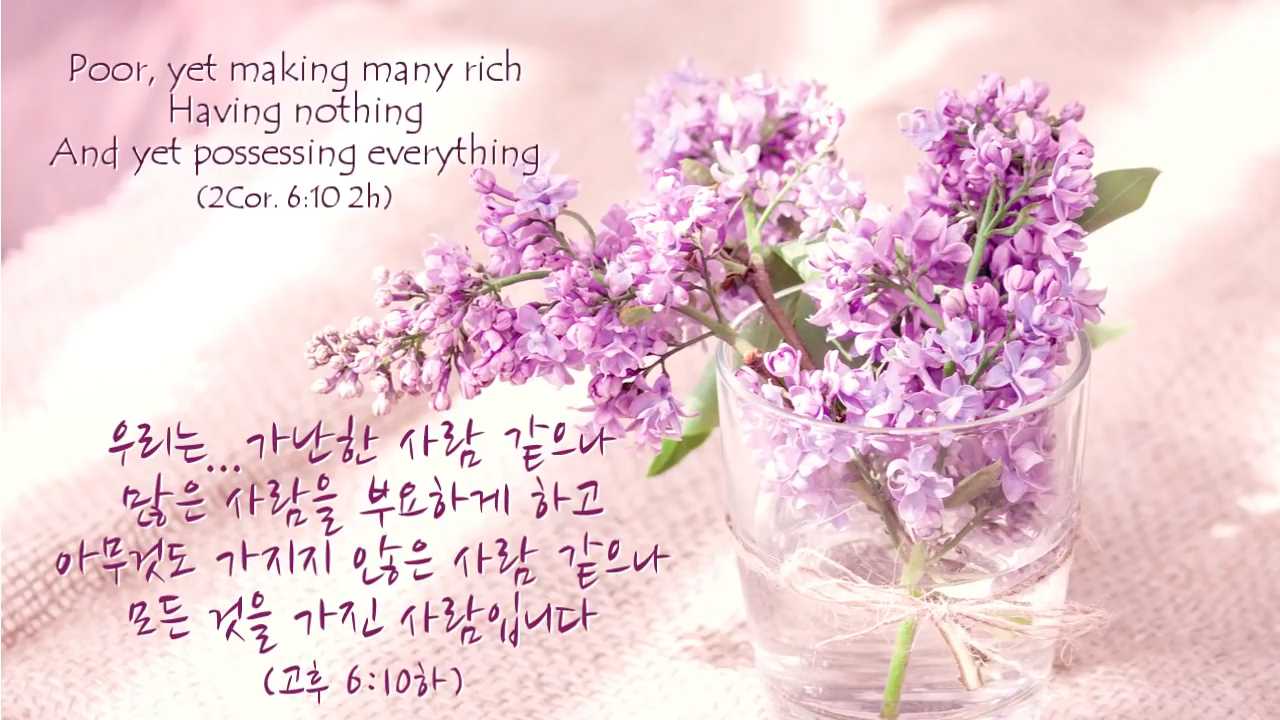 Poor, yet making many rich
Having nothing
And yet possessing everything
(2Cor. 6:10 2h)
우리는...가난한 사람 같으나
많은 사람을 부요하게 하고
아무것도 가지지 않은 사람 같으나
모든 것을 가진 사람입니다
(고후 6:10하)